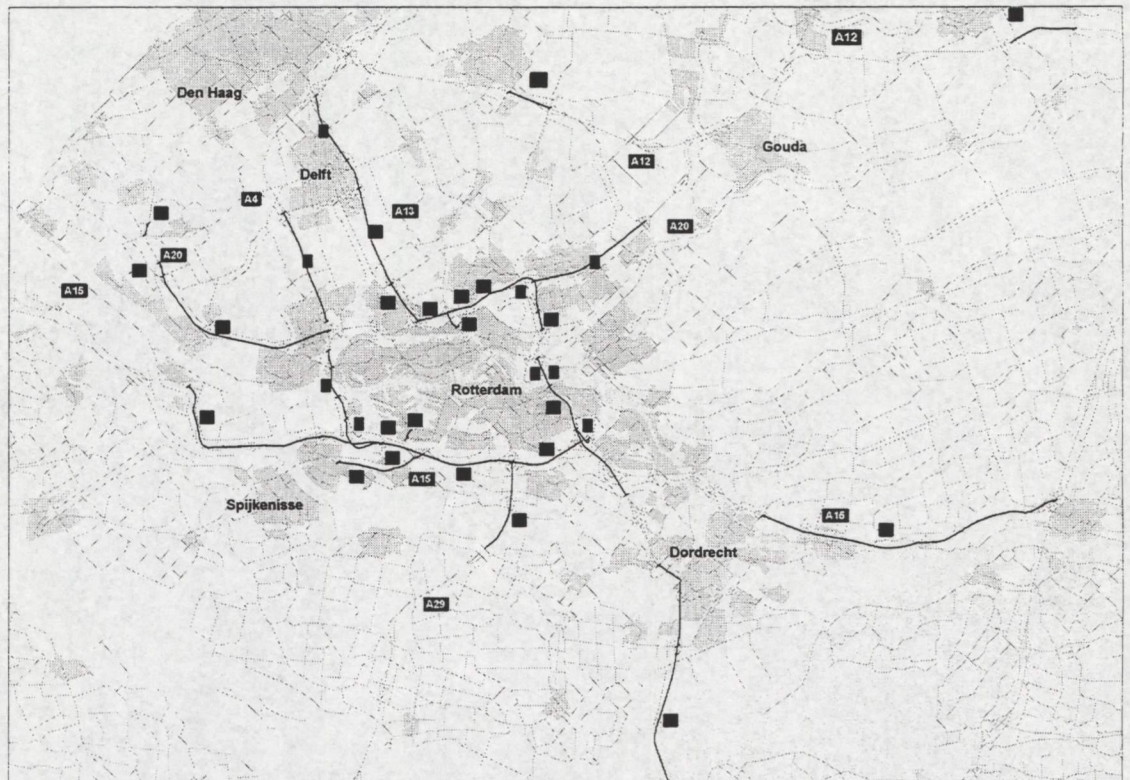 A12
Den Haag
Gouda
A12
Delft
A4
A13
A20
A20
A15
Rotterdam
A15
Spijkenisse
A15
Dordrecht
A29